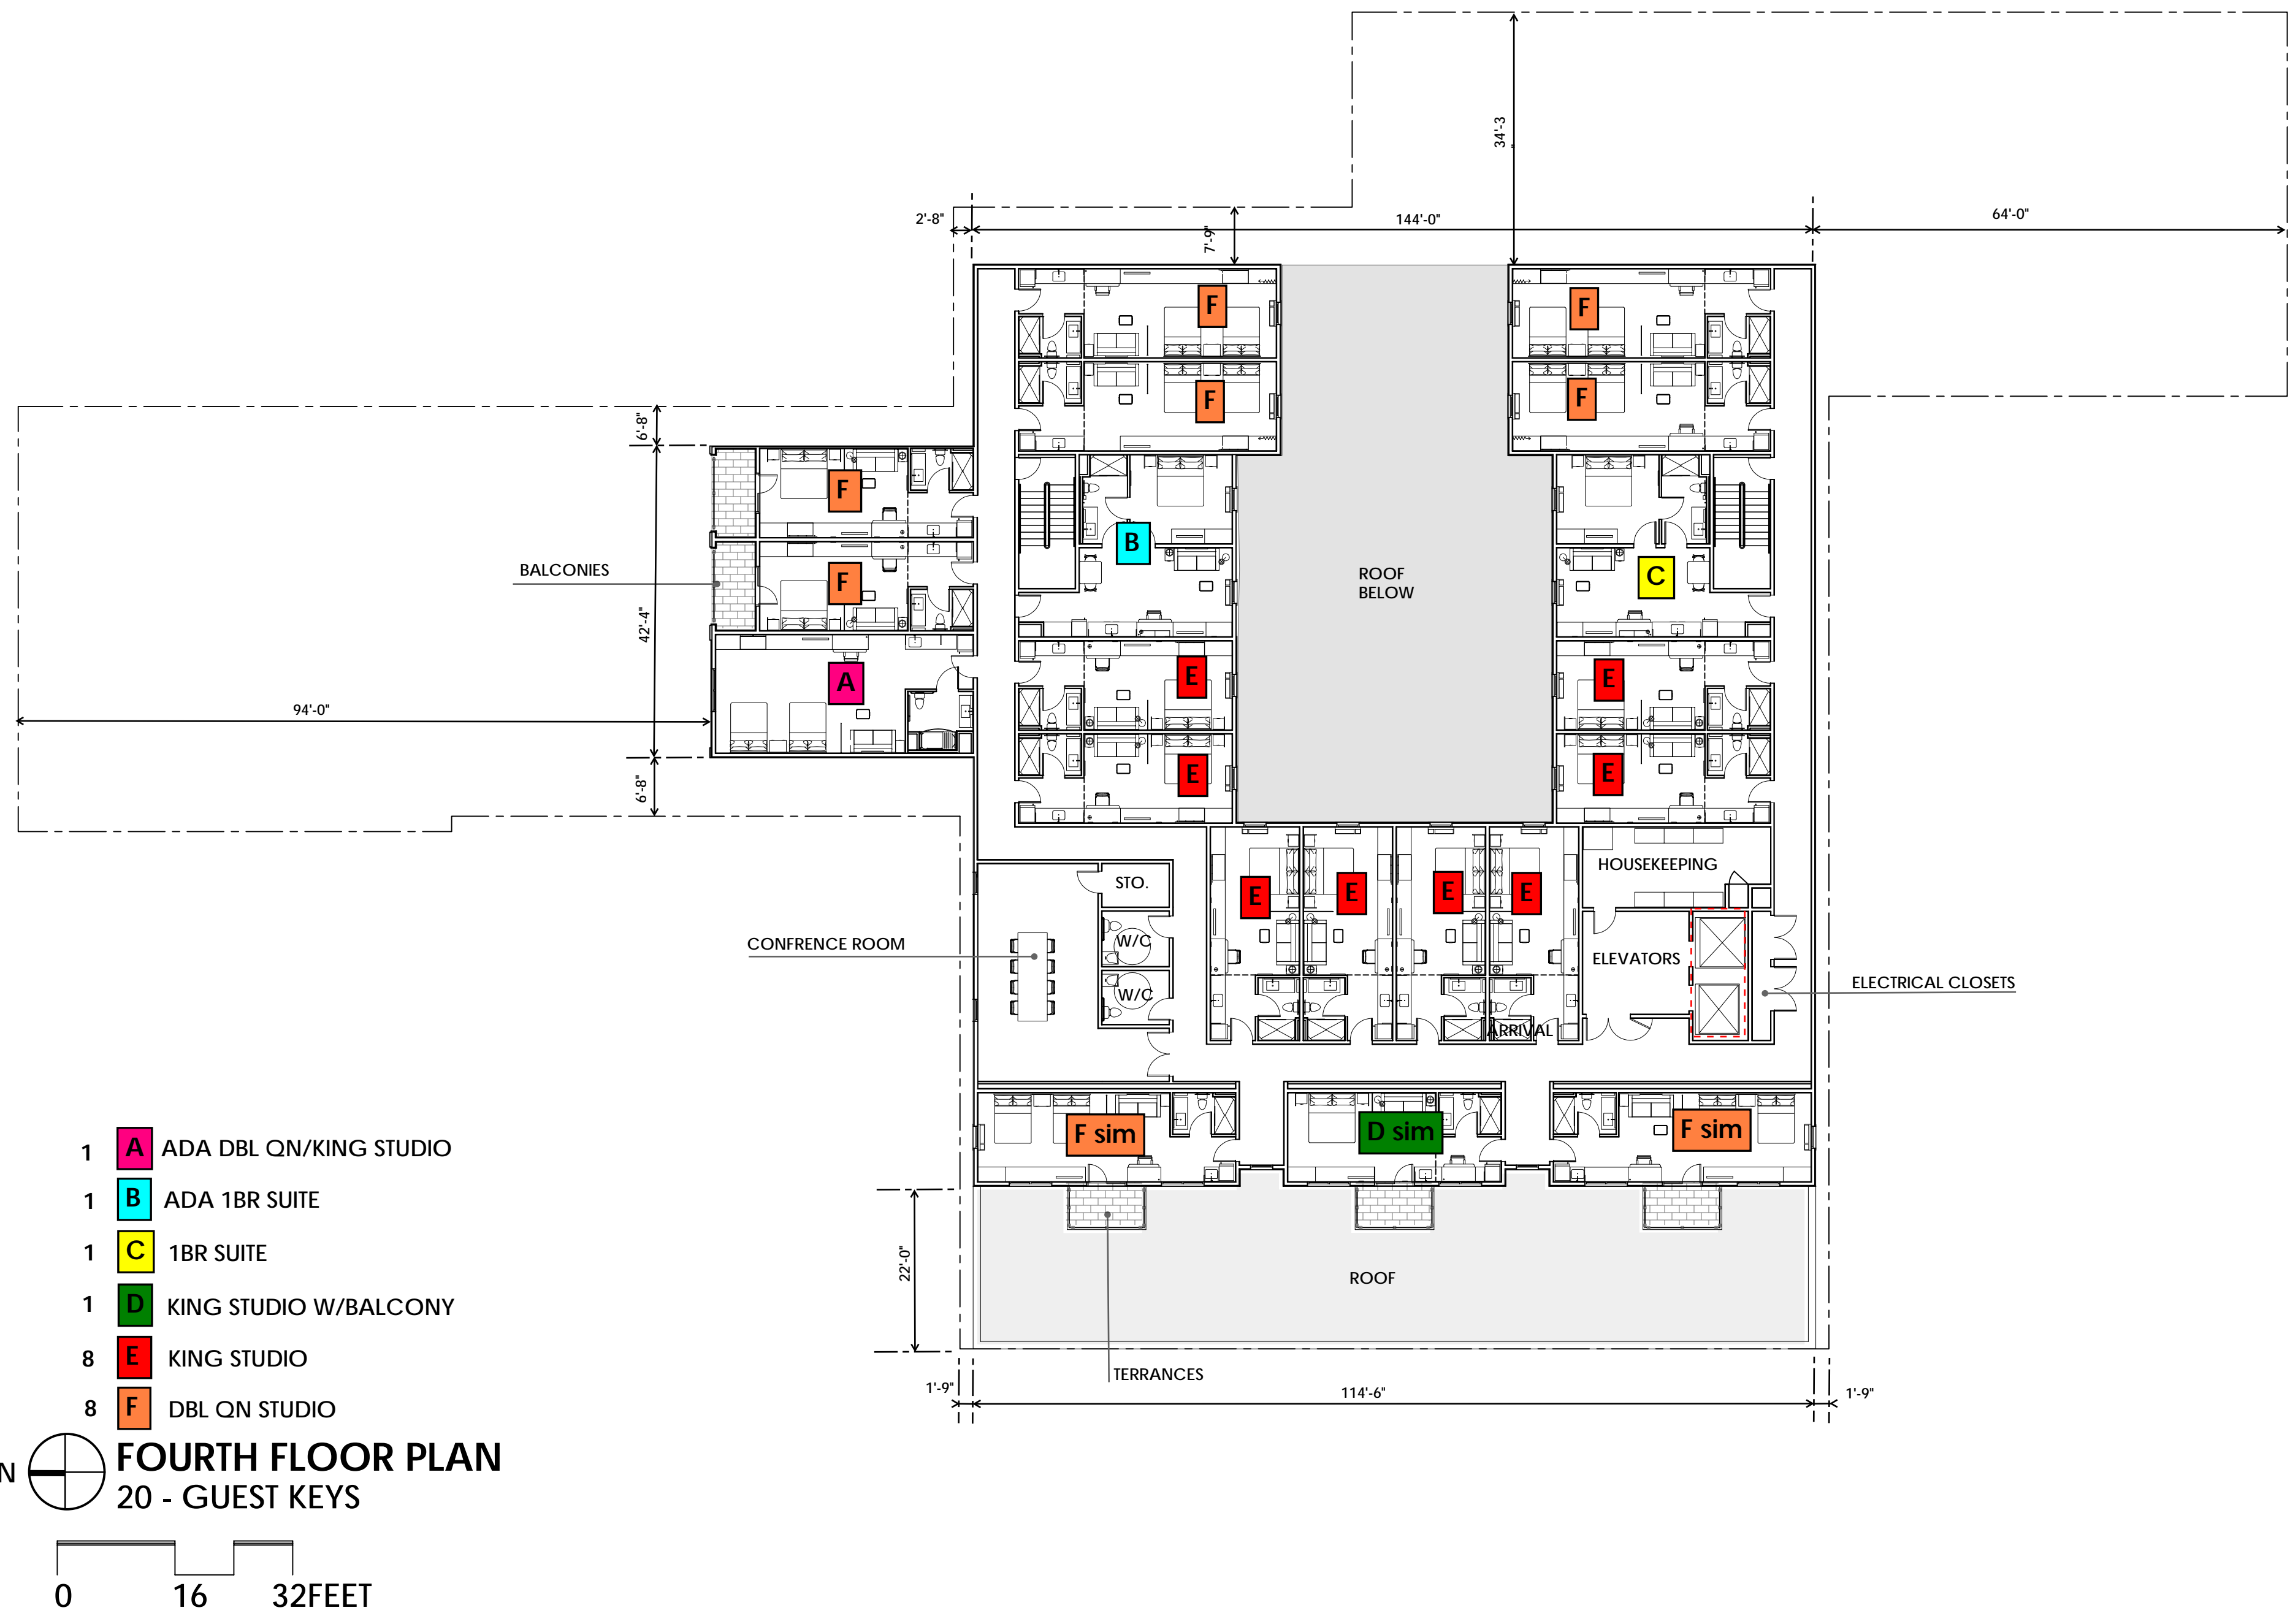 34'-3
"
2'-8"
144'-0"
64'-0"
7'-9"
F
F
F
F
6'-8"
F
B
BALCONIES
F
ROOF
BELOW
C
42'-4"
A
E
E
94'-0"
E
E
6'-8"
HOUSEKEEPING
STO.
E
E
E
E
W/C
CONFRENCE ROOM
ELEVATORS
W/C
ELECTRICAL CLOSETS
ARRIVAL
F sim
D sim
F sim
1 A ADA DBL QN/KING STUDIO
1 B ADA 1BR SUITE
1 C 1BR SUITE
22'-0"
ROOF
1 D KING STUDIO W/BALCONY
8 E KING STUDIO
TERRANCES
1'-9"
114'-6"
1'-9"
8 F DBL QN STUDIO
N
FOURTH FLOOR PLAN
20 - GUEST KEYS
0 16 32FEET